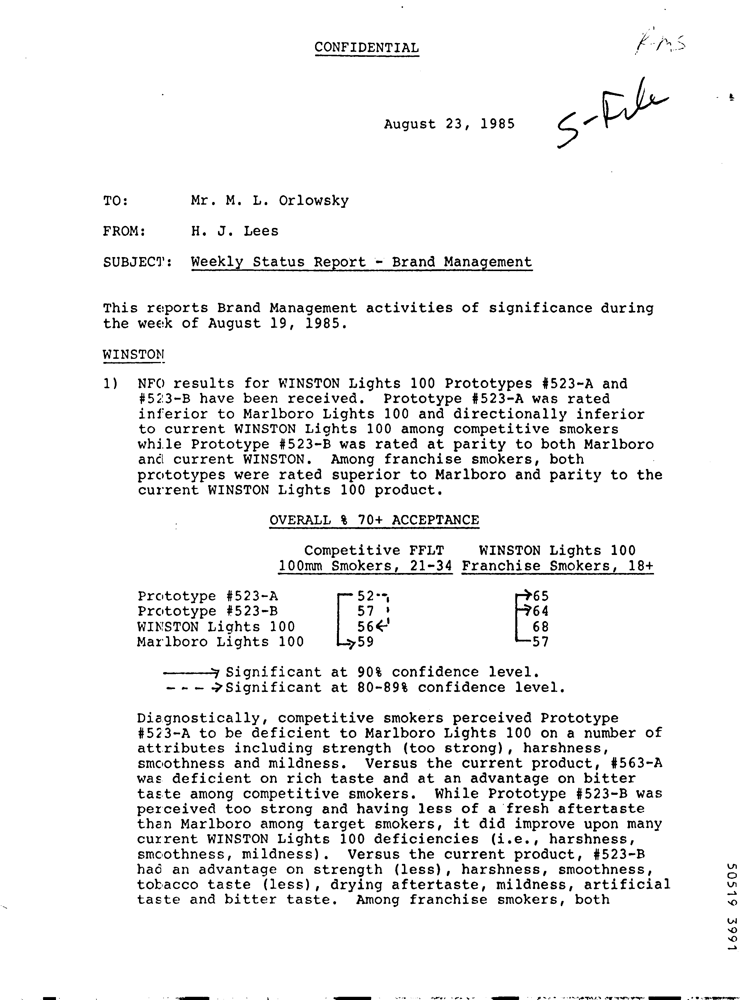 CONFIDENTIAL
RMS
S-File
August 23, 1985
TO: Mr. M. L. Orlowsky
FROM: H. J. Lees
SUBJECT: Weekly Status Report - Brand Management
This reports Brand Management activities of significance during
the week of August 19, 1985.
WINSTON
1) NFO results for WINSTON Lights 100 Prototypes #523-A and
#523-B have been received. Prototype #523-A was rated
inferior to Marlboro Lights 100 and directionally inferior
to current WINSTON Lights 100 among competitive smokers
while Prototype #523-B was rated at parity to both Marlboro
and current WINSTON. Among franchise smokers, both
prototypes were rated superior to Marlboro and parity to the
current WINSTON Lights 100 product.
OVERALL % 70+ ACCEPTANCE
Competitive FFLT WINSTON Lights 100
100mm Smokers, 21-34 Franchise Smokers, 18+
Prototype #523-A 52 65
Prototype #523-B 57 64
WINSTON Lights 100 56 68
Marlboro Lights 100 59 57
Significant at 90% confidence level.
Significant at 80-89% confidence level.
Diagnostically, competitive smokers perceived Prototype
#523-A to be deficient to Marlboro Lights 100 on a number of
attributes including strength (too strong), harshness,
smoothness and mildness. Versus the current product, #563-A
was deficient on rich taste and at an advantage on bitter
taste among competitive smokers. While Prototype #523-B was
perceived too strong and having less of a fresh aftertaste
than Marlboro among target smokers, it did improve upon many
current WINSTON Lights 100 deficiencies (i.e., harshness,
smoothness, mildness). Versus the current product, #523-B
had an advantage on strength (less), harshness, smoothness,
tobacco taste (less), drying aftertaste, mildness, artificial
taste and bitter taste. Among franchise smokers, both
50519 3991